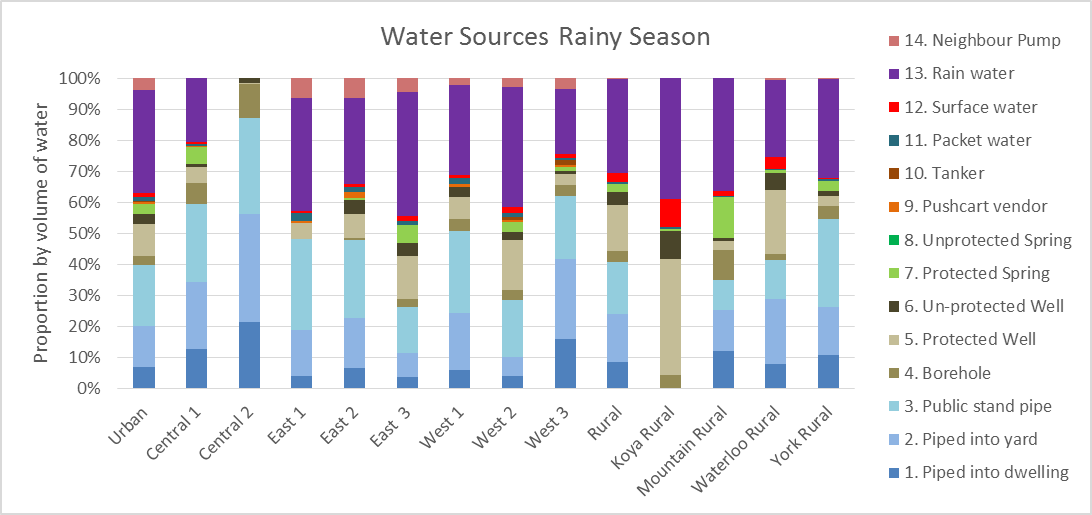 Water Sources Rainy Season
Proportion by volume of water
100%
90%
80%
70%
60%
50%
40%
30%
20%
10%
0%
Urban
Central 1
Central 2
East 1
East 2
East 3
West 1
West 2
West 3
Rural
Koya Rural
Mountain Rural
Waterloo Rural
York Rural
14. Neighbour Pump
13. Rain water
12. Surface water
11. Packet water
10. Tanker
9. Pushcart vendor
8. Unprotected Spring
7. Protected Spring
6. Un-protected Well
5. Protected Well
4. Borehole
3. Public stand pipe
2. Piped into yard
1. Piped into dwelling